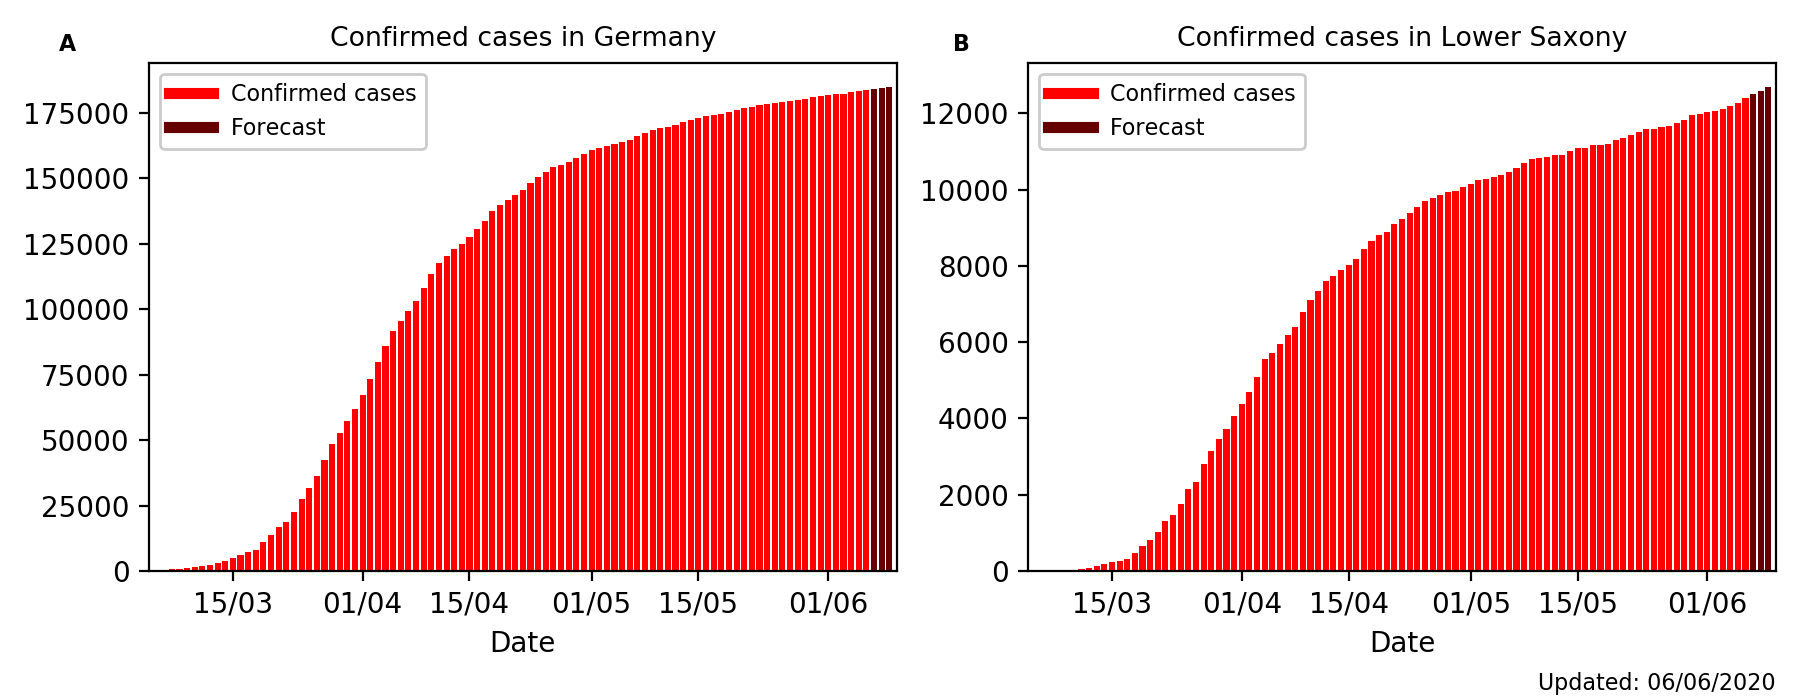 A
Confirmed cases in Germany
Confirmed cases
Forecast
175000
150000
125000
100000
75000
50000
25000
0
15/03 01/04 15/04 01/05 15/05 01/06
Date
B
Confirmed cases in Lower Saxony
Confirmed cases
Forecast
12000
10000
8000
6000
4000
2000
0
15/03 01/04 15/04 01/05 15/05 01/06
Date
Updated: 06/06/2020